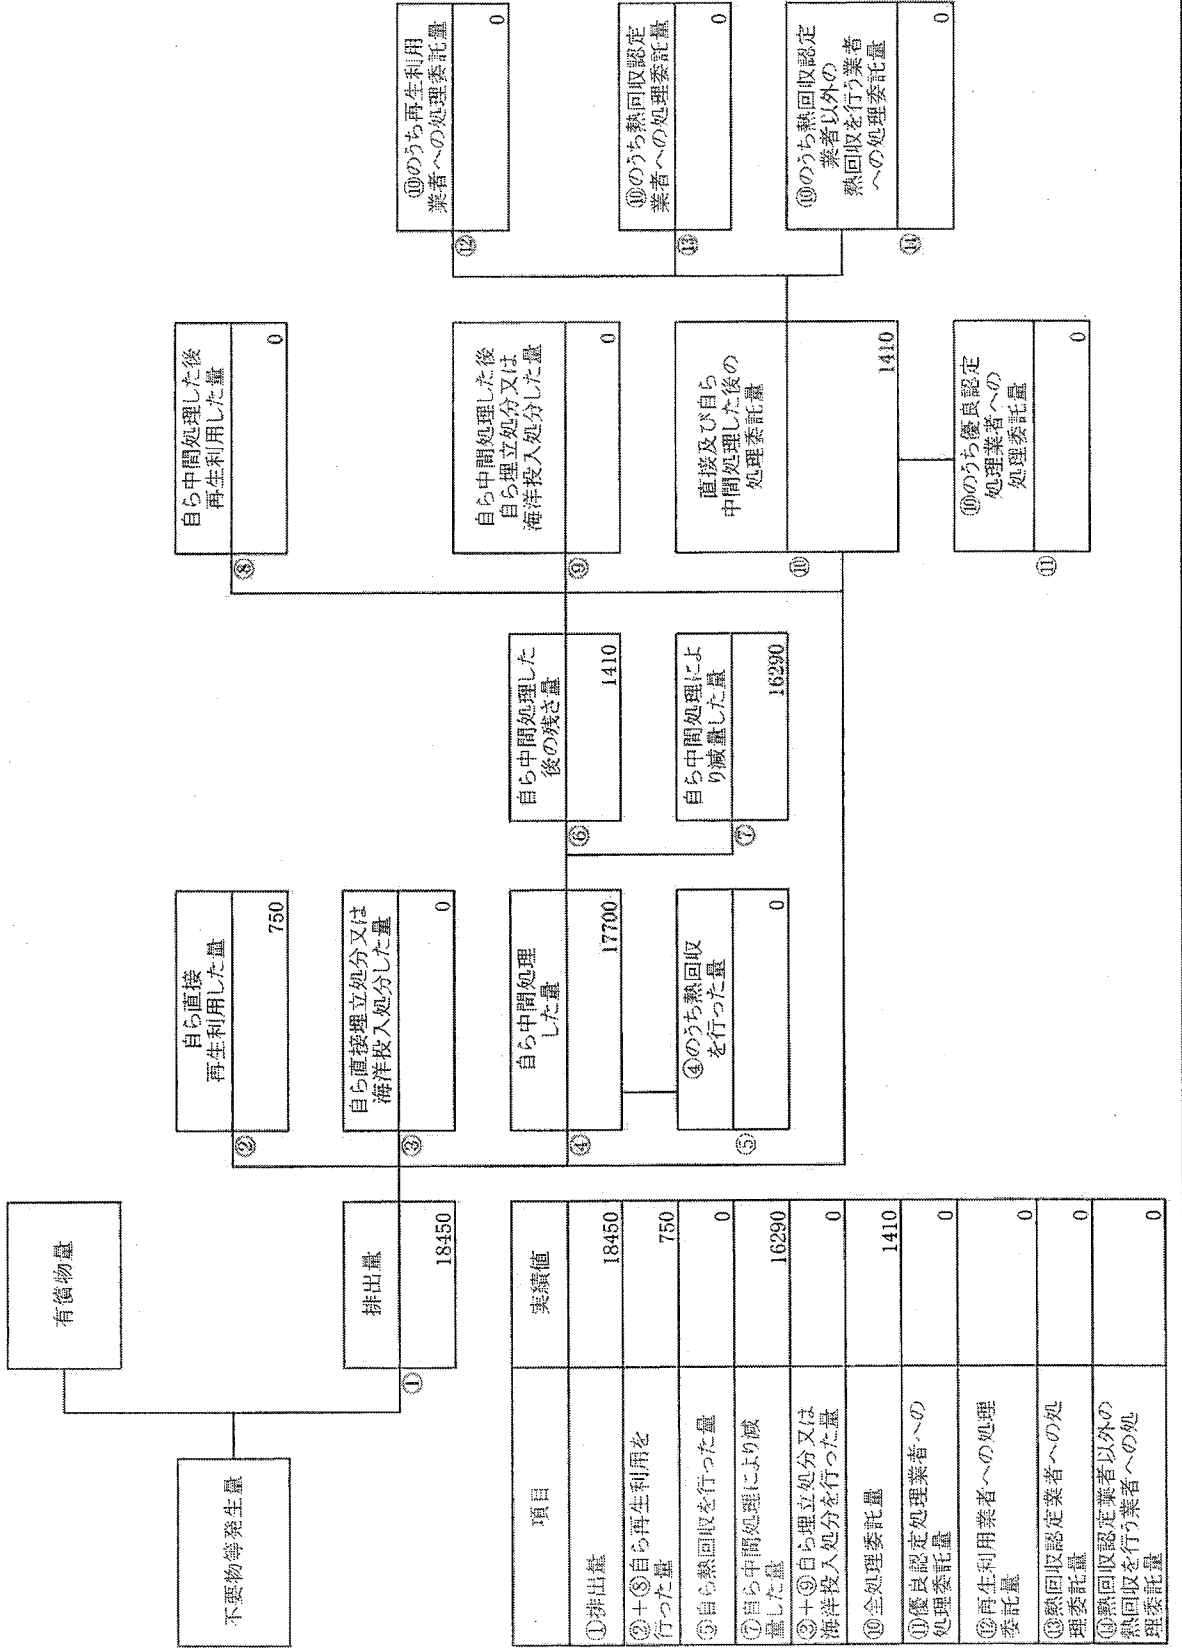 不要物等発生量
有償物量
①
排出量
18450
②
自ら直接
再生利用した量
750
③
自ら直接埋立処分又は
海洋投入処分した量
0
④
自ら中間処理
した量
17700
⑤
④のうち熱回収
を行った量
0
⑥
自ら中間処理した
後の残さ量
1410
⑦
自ら中間処理によ
り減量した量
16290
⑧
自ら中間処理した後
再生利用した量
0
⑨
自ら中間処理した後
自ら埋立処分又は
海洋投入処分した量
0
⑩
直接及び自ら
中間処理した後の
処理委託量
1410
⑪
⑩のうち優良認定
処理業者への
処理委託量
0
⑫
⑩のうち再生利用
業者への処理委託量
0
⑬
⑩のうち熱回収認定
業者への処理委託量
0
⑭
⑩のうち熱回収認定
業者以外の
熱回収を行う業者
への処理委託量
0
項目 実績値
①排出量 18450
②+⑧自ら再生利用を
行った量 750
⑤自ら熱回収を行った量 0
⑦自ら中間処理により減
量した量 16290
③+⑨自ら埋立処分又は
海洋投入処分を行った量 0
⑩全処理委託量 1410
⑪優良認定処理業者への
処理委託量 0
⑫再生利用業者への処理
委託量 0
⑬熱回収認定業者への処
理委託量 0
⑭熱回収認定業者以外の
熱回収を行う業者への処
理委託量 0